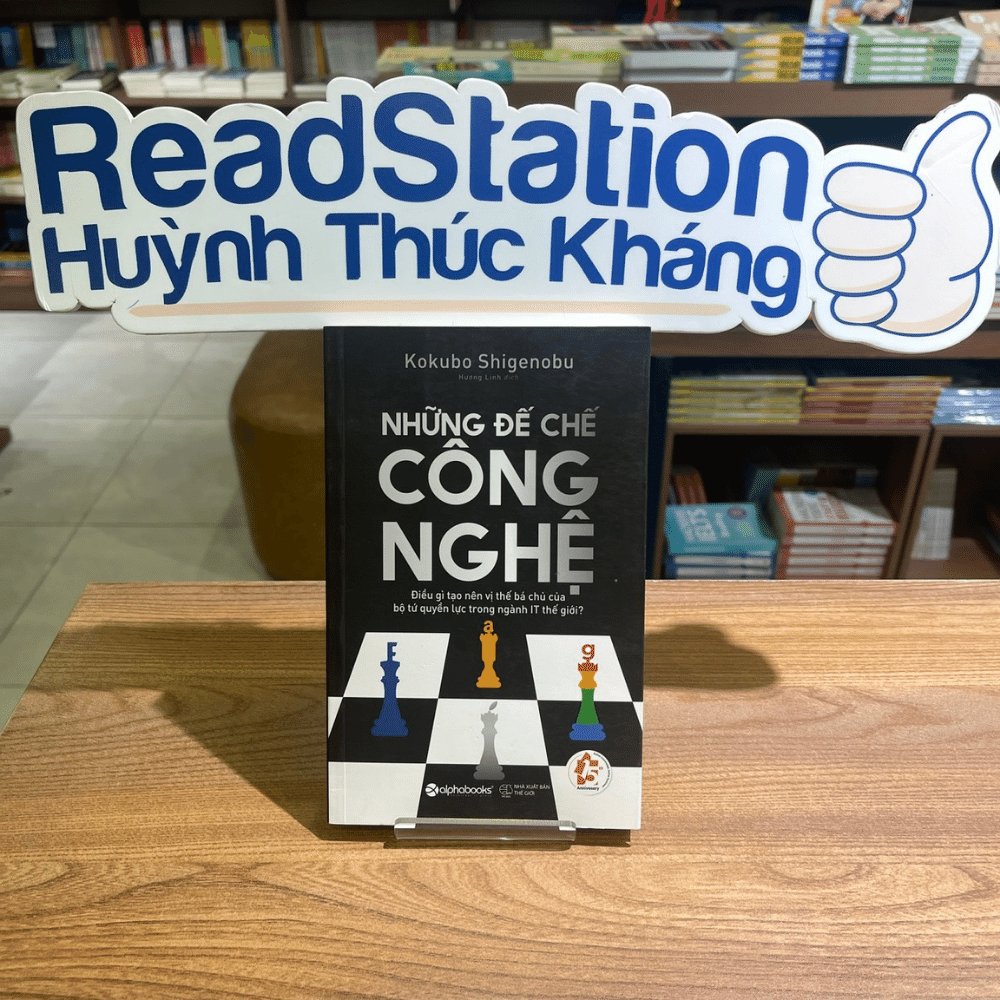 ReadStation
Huỳnh Thúc Kháng
Kokubo Shigenobu
Hương Linh dịch
NHỮNG ĐẾ CHẾ
CÔNG
NGHỆ
Điều gì tạo nên vị thế bá chủ của
bộ tứ quyền lực trong ngành IT thế giới?
F
a
g
alphabooks
NHÀ XUẤT BẢN
THẾ GIỚI
15
Anniversary